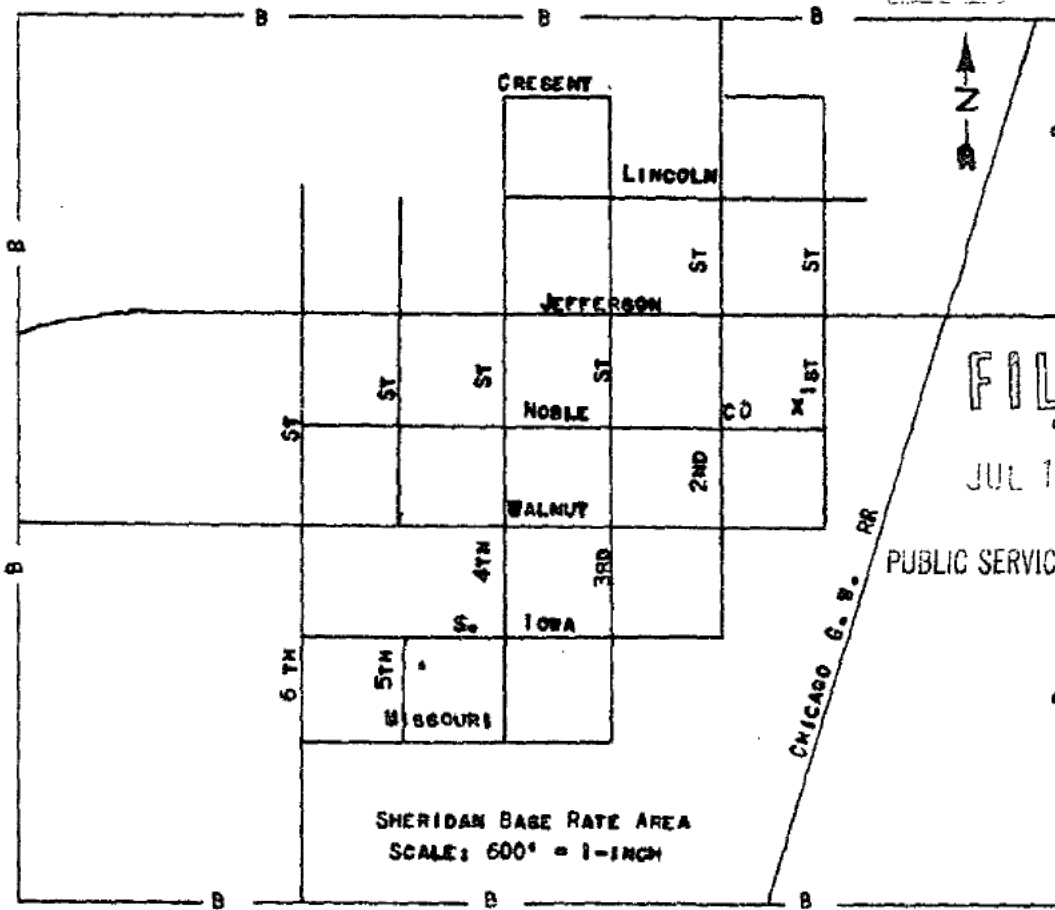 B B B
CRESENT
N
LINCOLN
ST ST
B
JEFFERSON
ST ST ST ST
NOBLE
CO
x 1ST
2ND
FIL
JUL 1
WALNUT
B
4TH
3RD
PUBLIC SERVIC
S. IOWA
6TH
5TH
MISSOURI
CHICAGO G. W. RR
SHERIDAN BASE RATE AREA
SCALE: 600' = 1-INCH
B B B